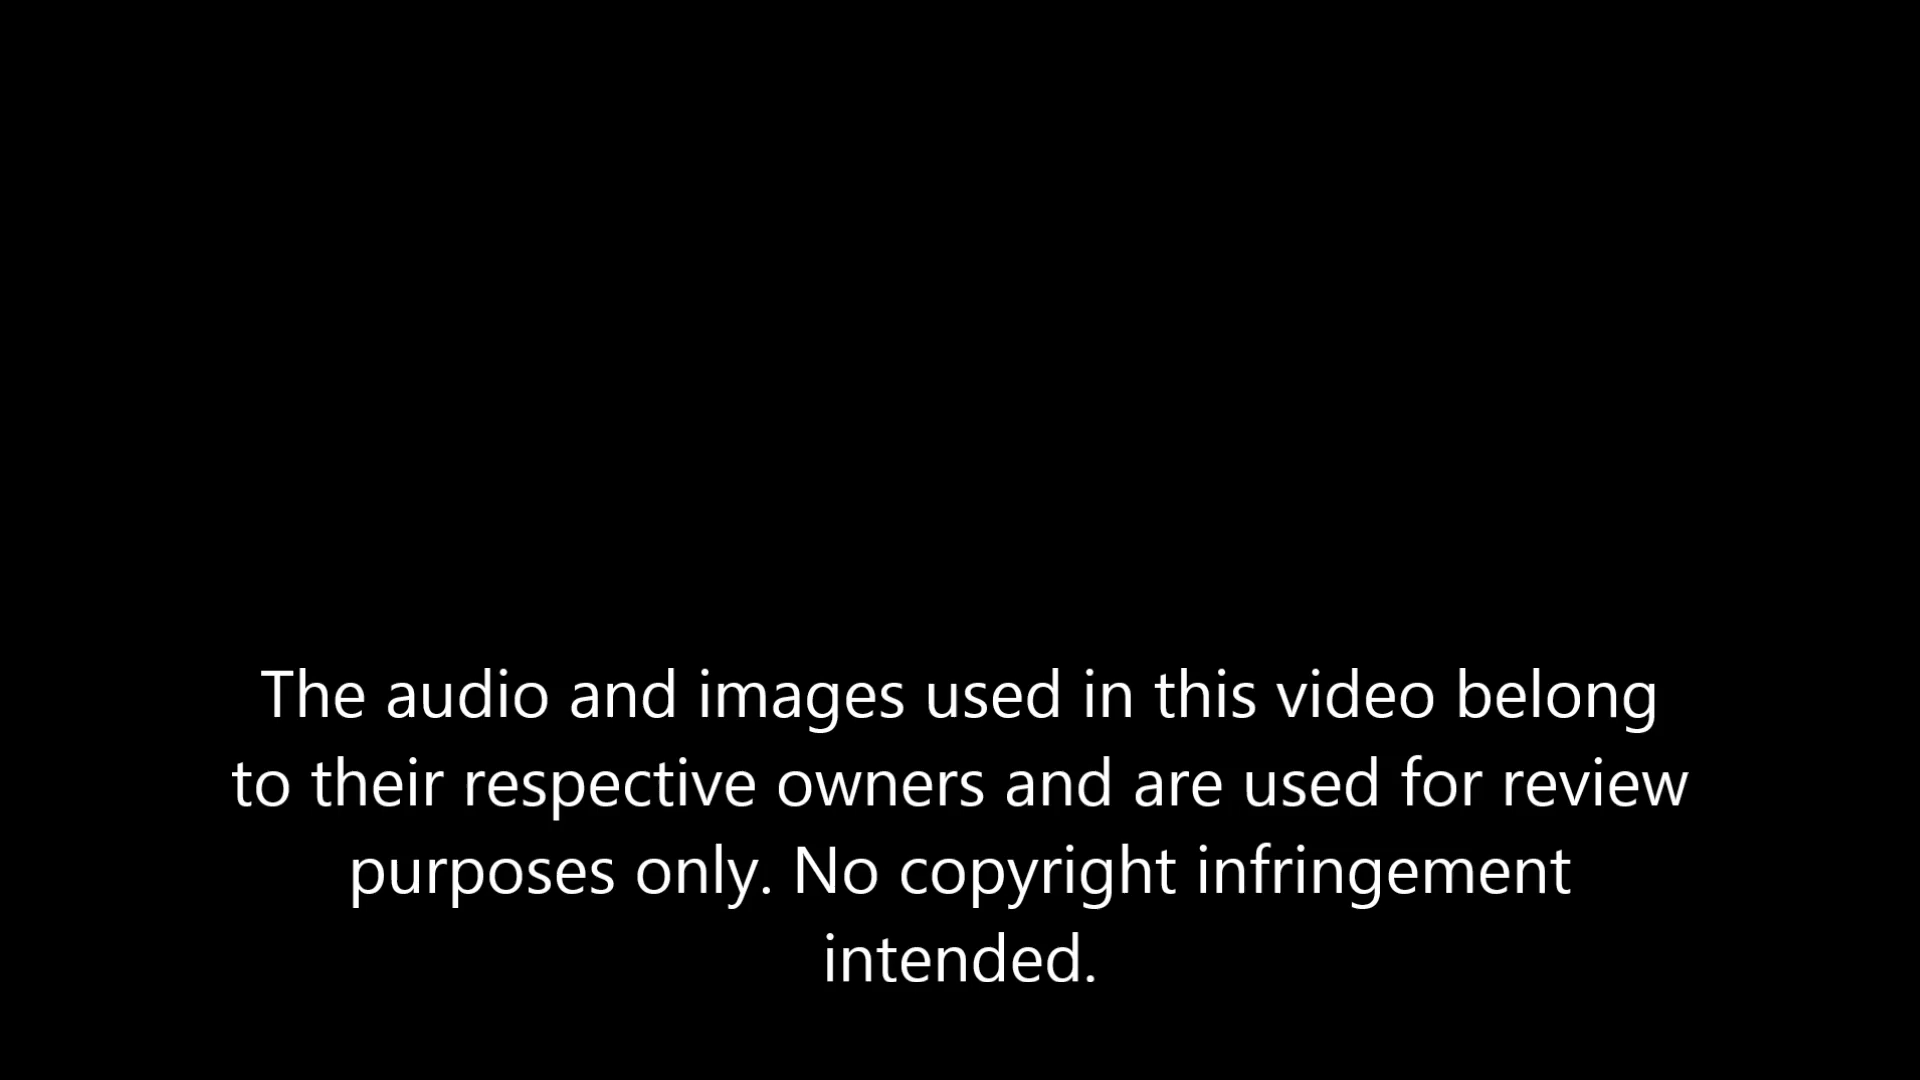 The audio and images used in this video belong
to their respective owners and are used for review
purposes only. No copyright infringement
intended.